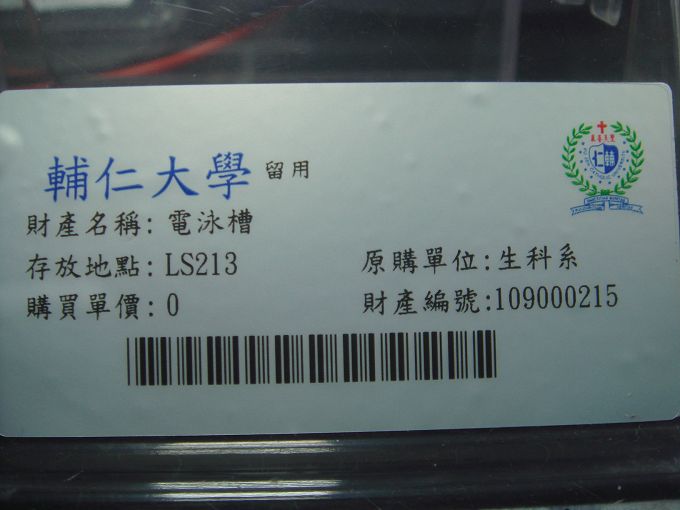 輔仁大學 留用
財產名稱: 電泳槽
存放地點: LS213 原購單位: 生科系
購買單價: 0 財產編號:109000215